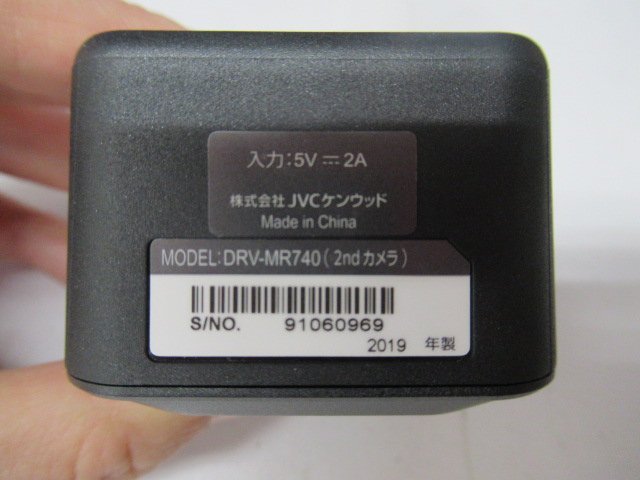 入力:5V⎓2A
株式会社 JVCケンウッド
Made in China
MODEL:DRV-MR740(2ndカメラ)
S/NO. 91060969
2019 年製